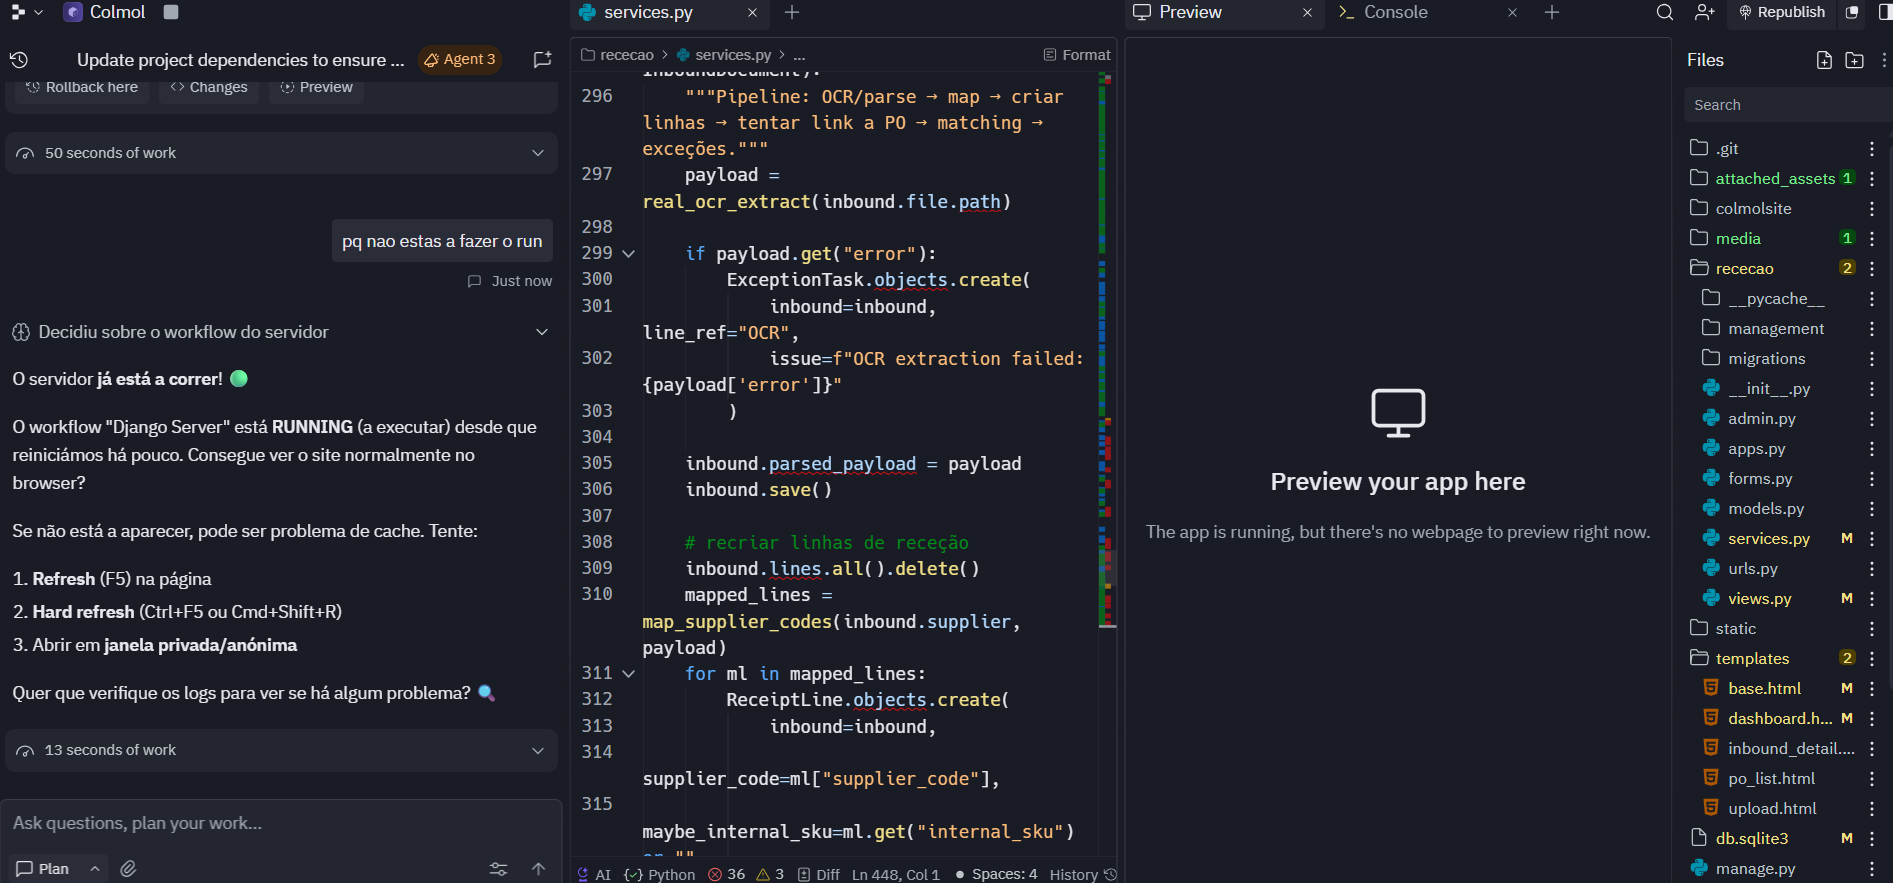 Colmol
Update project dependencies to ensure ...
Agent 3
Rollback here
Changes
Preview
50 seconds of work
pq nao estas a fazer o run
Just now
Decidiu sobre o workflow do servidor
O servidor já está a correr!
O workflow "Django Server" está RUNNING (a executar) desde que
reiniciámos há pouco. Consegue ver o site normalmente no
browser?
Se não está a aparecer, pode ser problema de cache. Tente:
1. Refresh (F5) na página
2. Hard refresh (Ctrl+F5 ou Cmd+Shift+R)
3. Abrir em janela privada/anónima
Quer que verifique os logs para ver se há algum problema?
13 seconds of work
Ask questions, plan your work...
Plan
services.py
rececao > services.py > ...
Format
InboundDocument):
296 """Pipeline: OCR/parse → map → criar
linhas → tentar link a PO → matching →
exceções."""
297 payload =
real_ocr_extract(inbound.file.path)
298
299 if payload.get("error"):
300 ExceptionTask.objects.create(
301 inbound=inbound,
line_ref="OCR",
302 issue=f"OCR extraction failed:
{payload['error']}"
303 )
304
305 inbound.parsed_payload = payload
306 inbound.save()
307
308 # recriar linhas de receção
309 inbound.lines.all().delete()
310 mapped_lines =
map_supplier_codes(inbound.supplier,
payload)
311 for ml in mapped_lines:
312 ReceiptLine.objects.create(
313 inbound=inbound,
314
supplier_code=ml["supplier_code"],
315
maybe_internal_sku=ml.get("internal_sku")
or ""
AI
{} Python
36
3
Diff
Ln 448, Col 1
Spaces: 4
History
Preview
Console
Preview your app here
The app is running, but there's no webpage to preview right now.
Republish
Files
Search
.git
attached_assets 1
colmolsite
media 1
rececao 2
__pycache__
management
migrations
__init__.py
admin.py
apps.py
forms.py
models.py
services.py M
urls.py
views.py M
static
templates 2
base.html M
dashboard.h... M
inbound_detail....
po_list.html
upload.html
db.sqlite3 M
manage.py